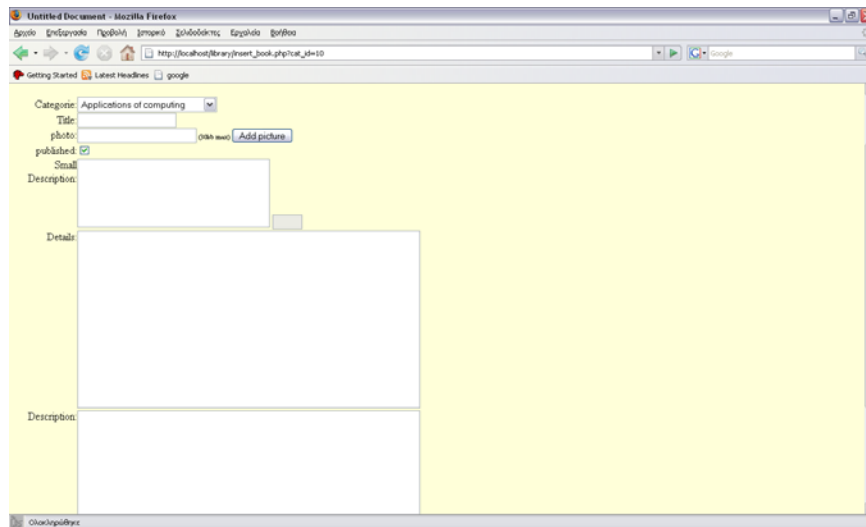 Untitled Document - Mozilla Firefox
Αρχείο Επεξεργασία Προβολή Ιστορικό Σελιδοδείκτες Εργαλεία Βοήθεια
http://localhost/library/insert_book.php?cat_id=10
Google
Getting Started Latest Headlines google
Categorie: Applications of computing
Title:
photo: Add picture
published:
Small
Description:
Details:
Description:
Ολοκληρώθηκε